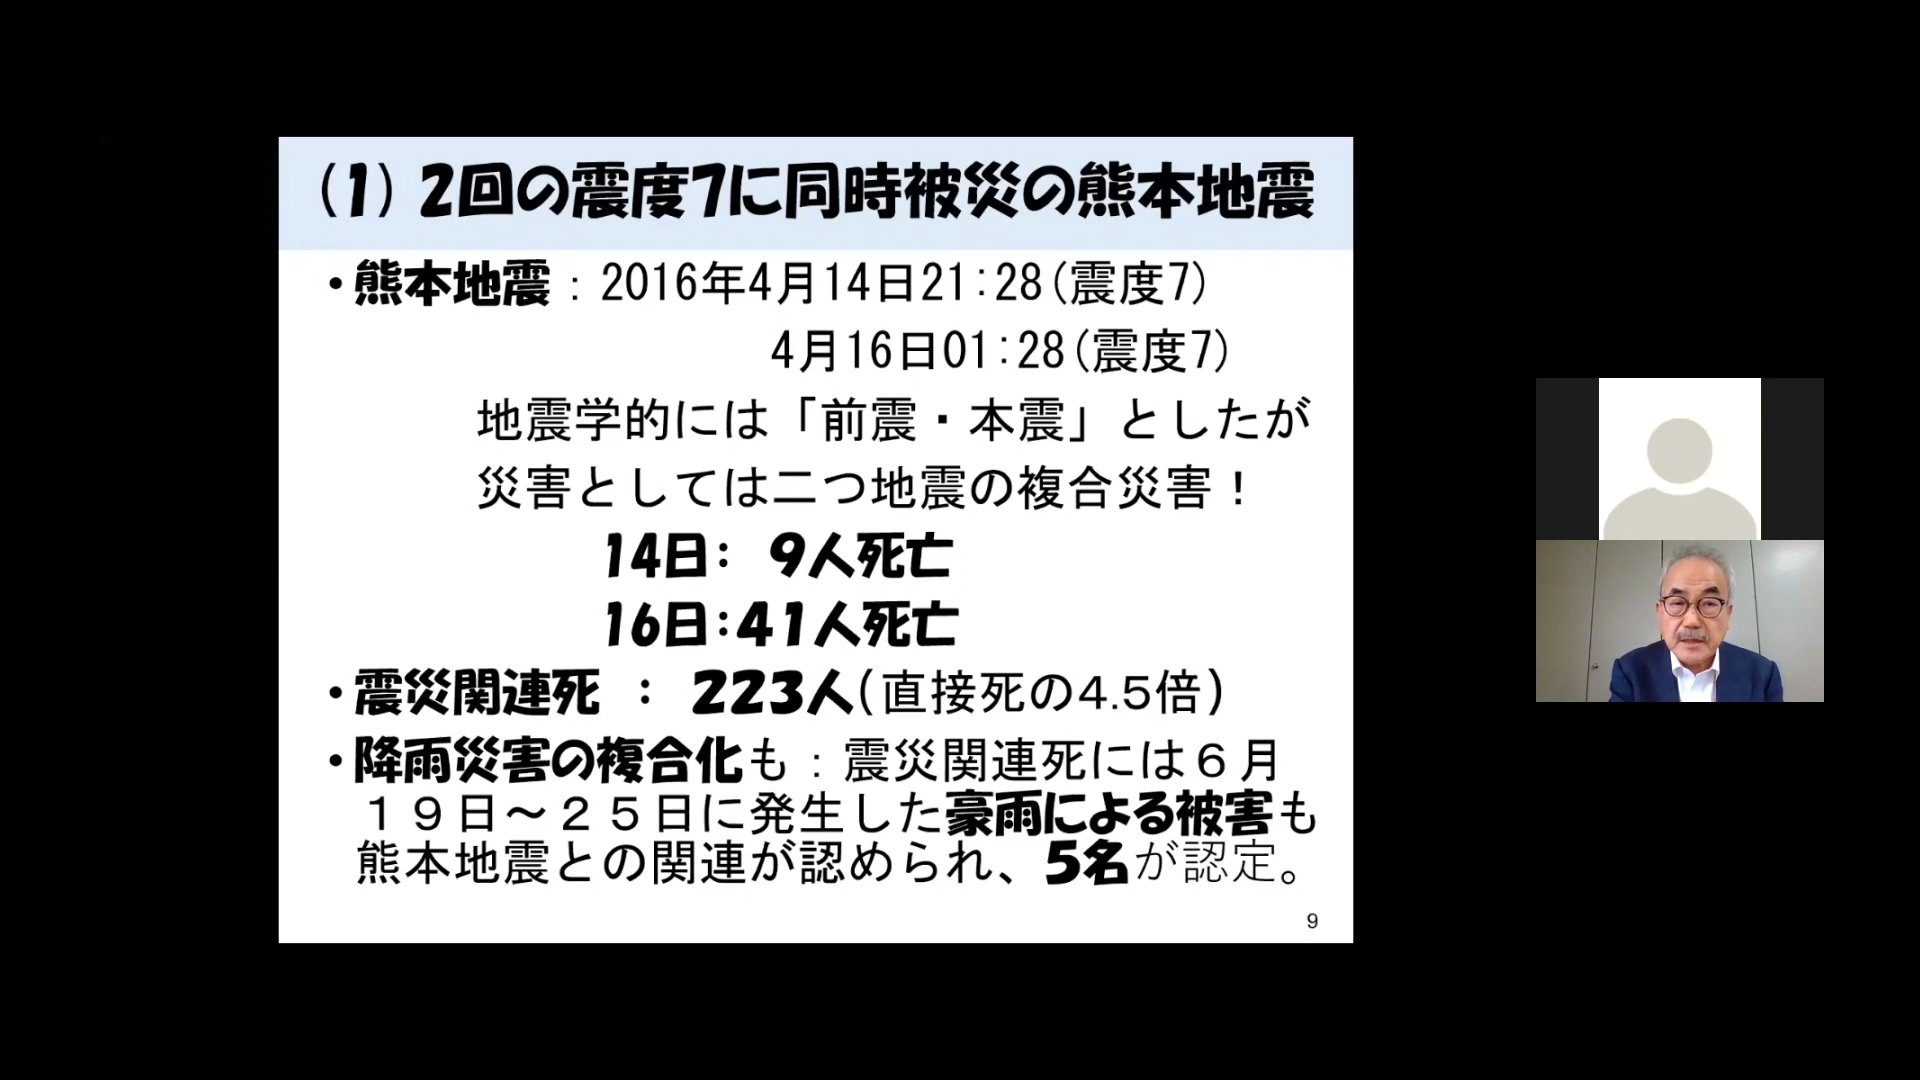 (1) 2回の震度7に同時被災の熊本地震
・熊本地震：2016年4月14日21:28(震度7)
4月16日01:28(震度7)
地震学的には「前震・本震」としたが
災害としては二つ地震の複合災害！
14日： 9人死亡
16日：41人死亡
・震災関連死 ： 223人(直接死の4.5倍)
・降雨災害の複合化も：震災関連死には６月
１９日～２５日に発生した豪雨による被害も
熊本地震との関連が認められ、5名が認定。
9